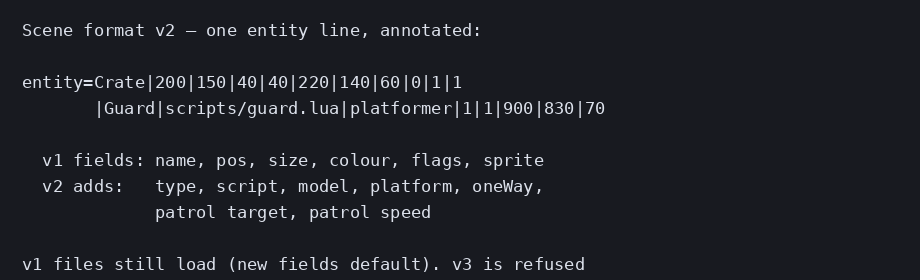 Scene format v2 — one entity line, annotated:
entity=Crate|200|150|40|40|220|140|60|0|1|1
|Guard|scripts/guard.lua|platformer|1|1|900|830|70
v1 fields: name, pos, size, colour, flags, sprite
v2 adds: type, script, model, platform, oneWay,
patrol target, patrol speed
v1 files still load (new fields default). v3 is refused